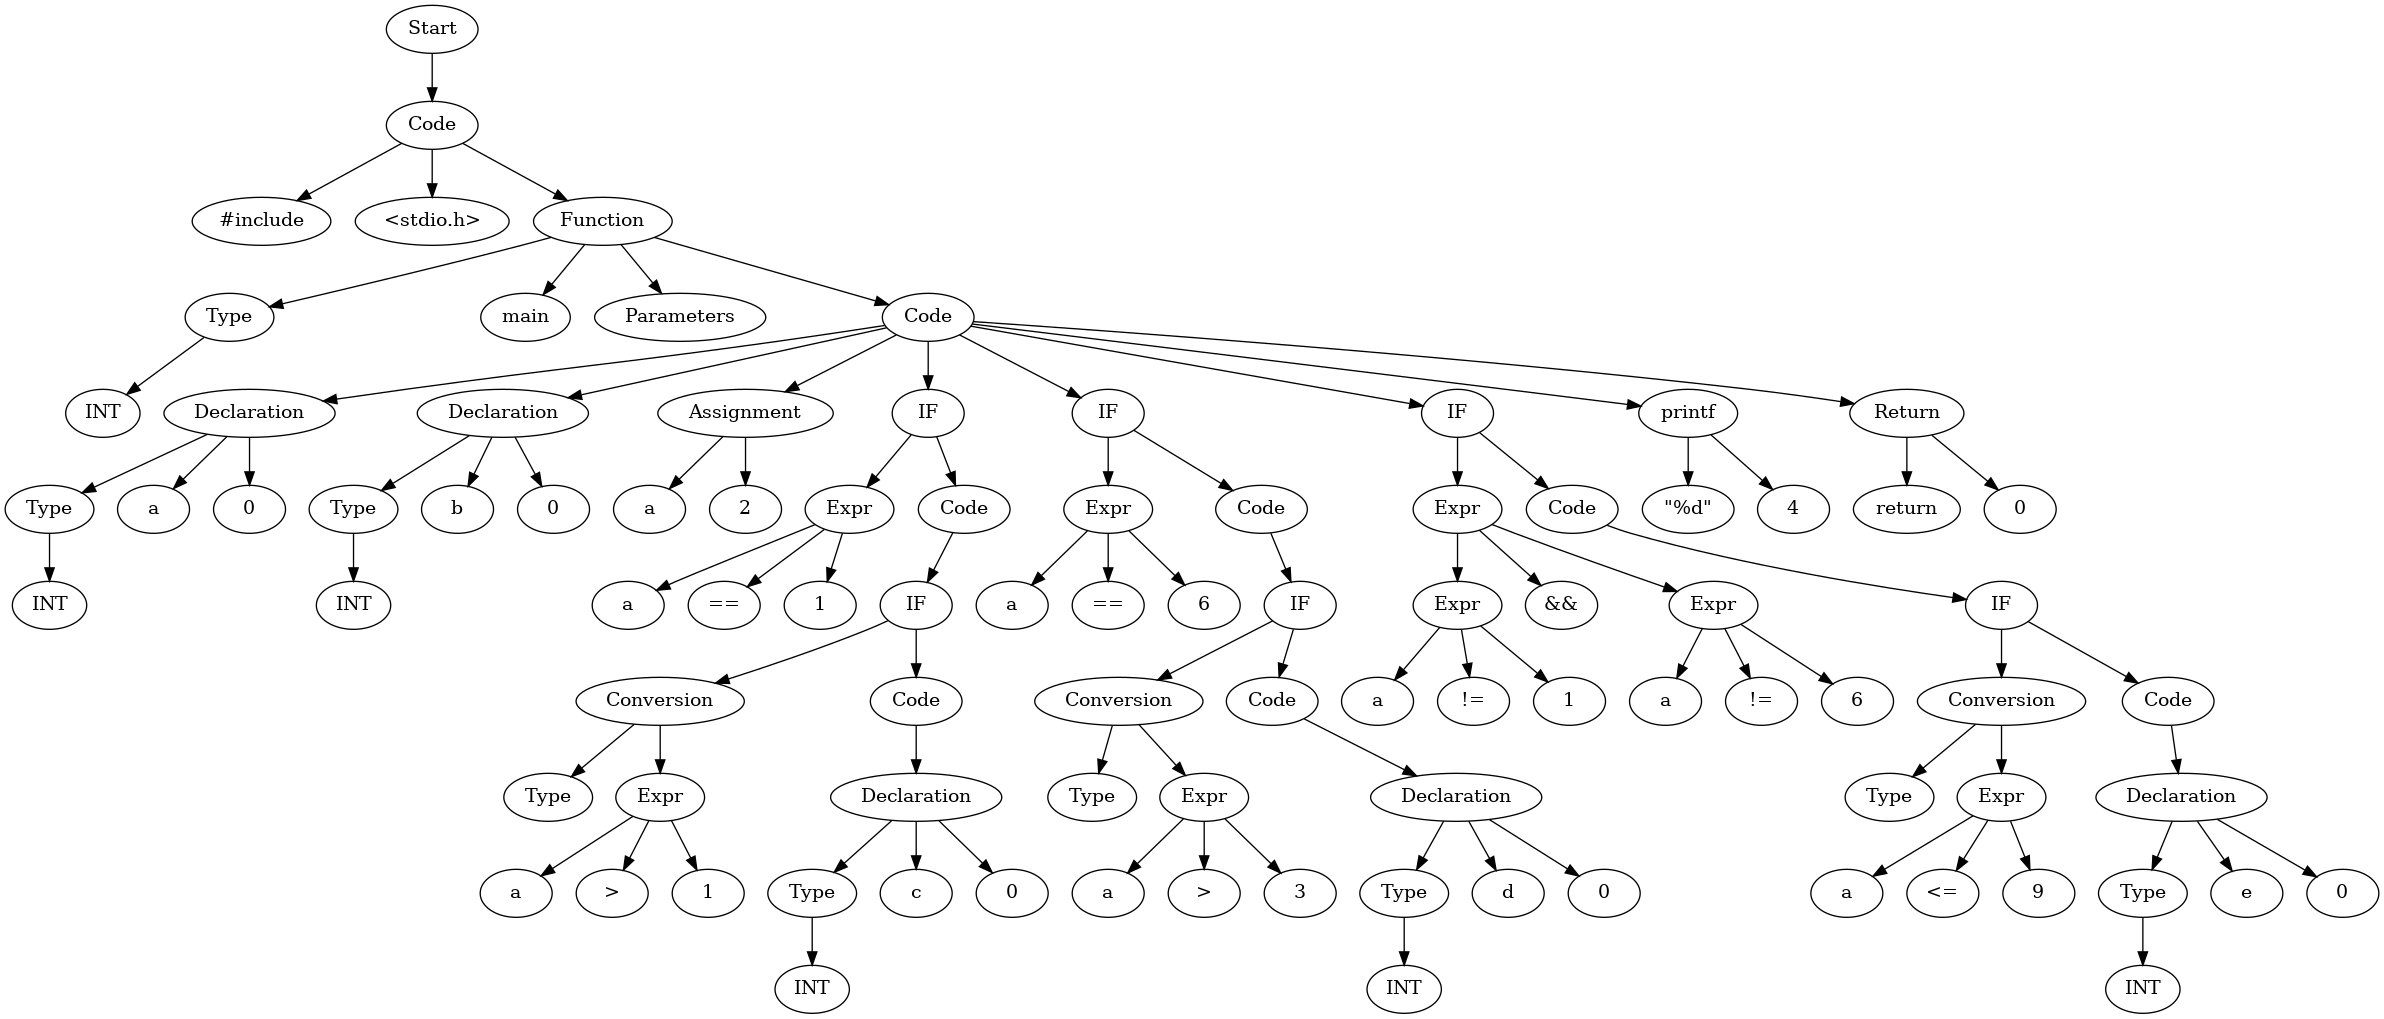 Start
Code
#include <stdio.h> Function
Type main Parameters Code
INT Declaration Declaration Assignment IF IF IF printf Return
Type a 0 Type b 0 a 2 Expr Code Expr Code Expr Code "%d" 4 return 0
INT INT a == 1 IF a == 6 IF Expr && Expr IF
Conversion Code Conversion Code a != 1 a != 6 Conversion Code
Type Expr Declaration Type Expr Declaration Type Expr Declaration
a > 1 Type c 0 a > 3 Type d 0 a <= 9 Type e 0
INT INT INT